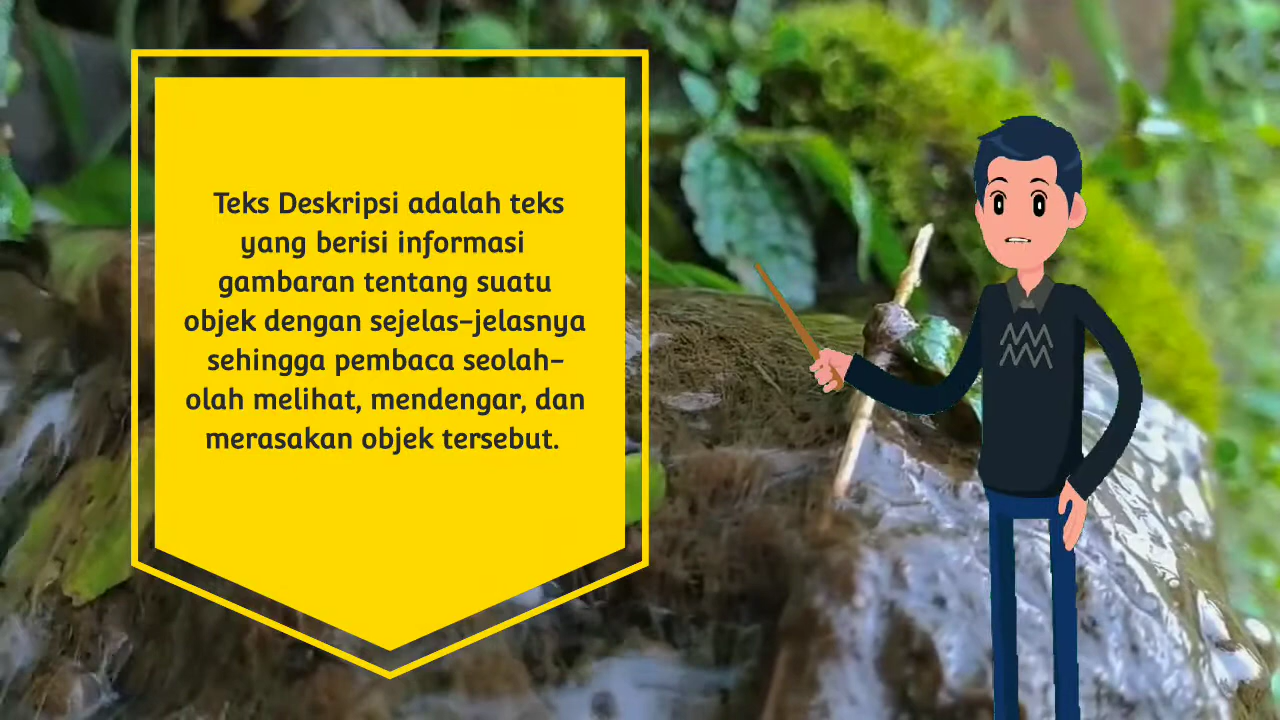 Teks Deskripsi adalah teks
yang berisi informasi
gambaran tentang suatu
objek dengan sejelas-jelasnya
sehingga pembaca seolah-
olah melihat, mendengar, dan
merasakan objek tersebut.